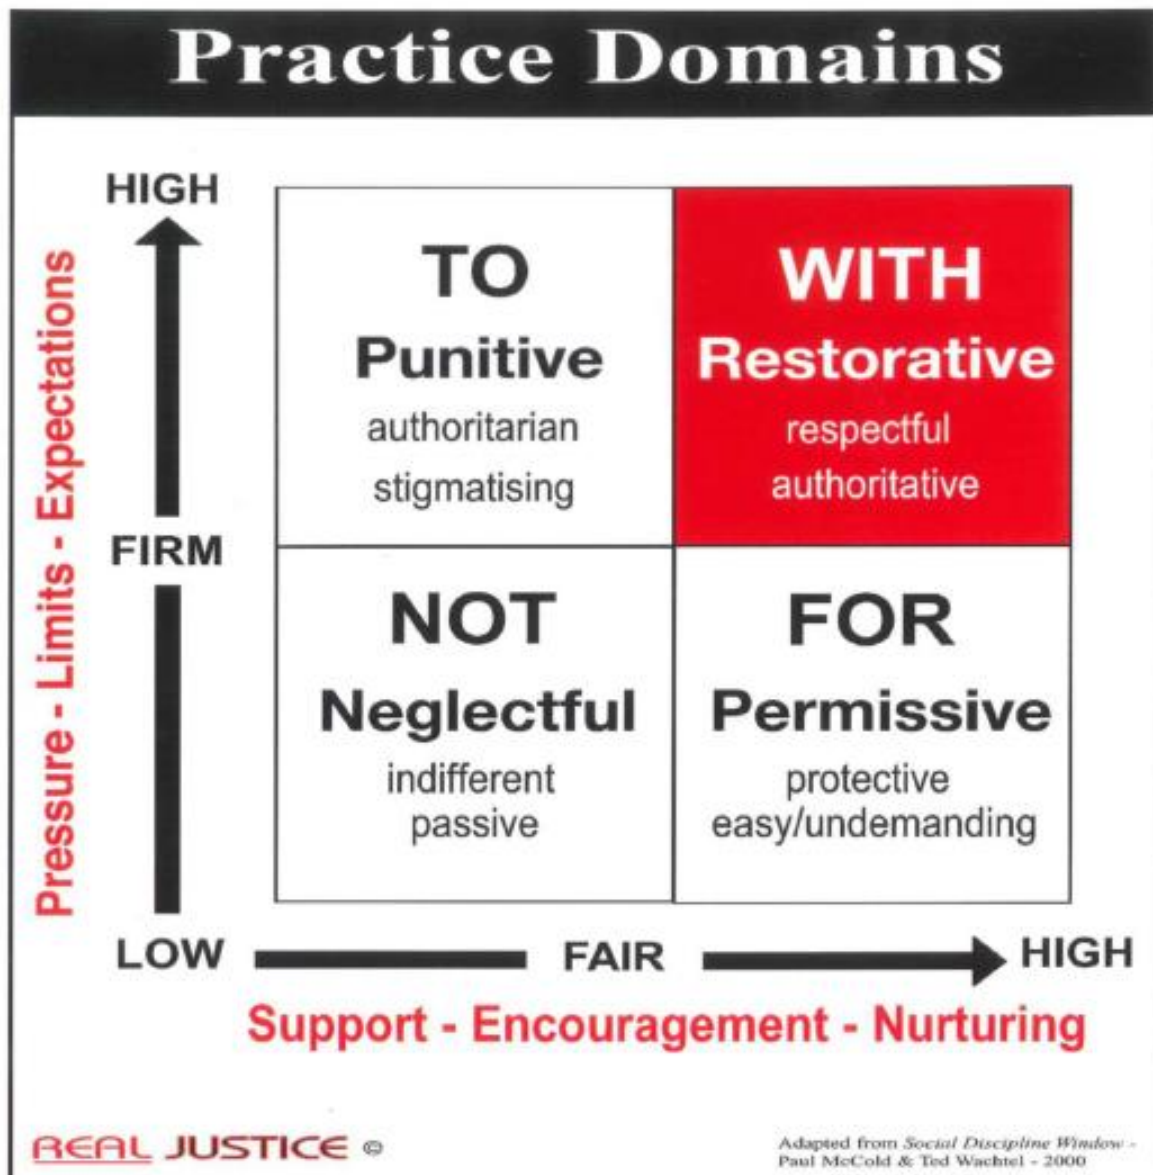 Practice Domains
HIGH
Pressure - Limits - Expectations
FIRM
TO
Punitive
authoritarian
stigmatising
WITH
Restorative
respectful
authoritative
NOT
Neglectful
indifferent
passive
FOR
Permissive
protective
easy/undemanding
LOW
FAIR
HIGH
Support - Encouragement - Nurturing
REAL JUSTICE ©
Adapted from Social Discipline Window -
Paul McCold & Ted Wachtel - 2000